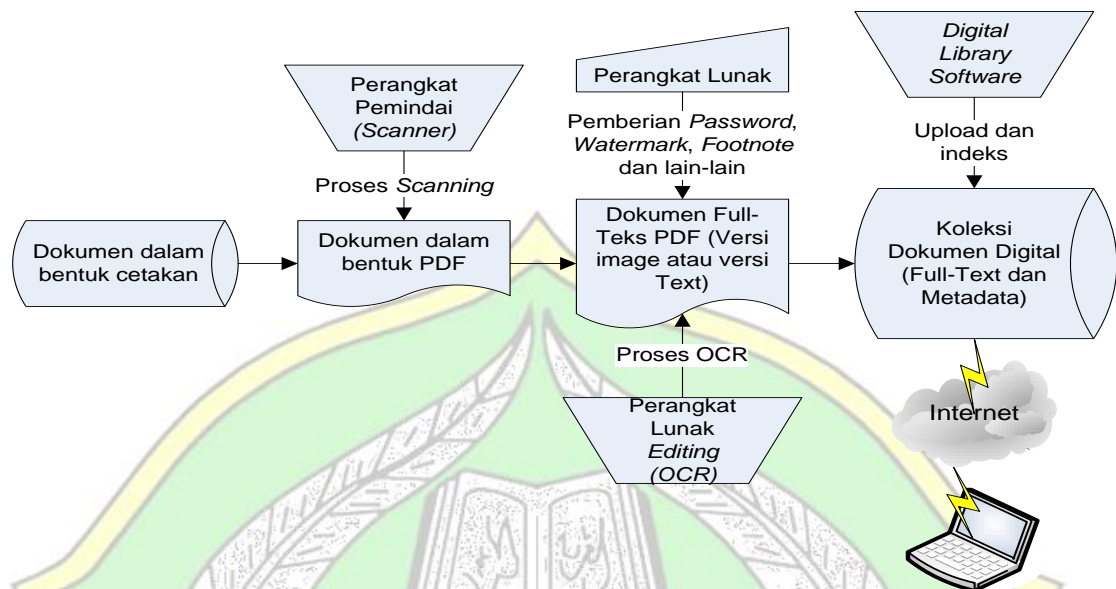 Perangkat
Pemindai
(Scanner)
Perangkat Lunak
Digital
Library
Software
Proses Scanning
Pemberian Password,
Watermark, Footnote
dan lain-lain
Upload dan
indeks
Dokumen dalam
bentuk cetakan
Dokumen dalam
bentuk PDF
Dokumen Full-
Teks PDF (Versi
image atau versi
Text)
Koleksi
Dokumen Digital
(Full-Text dan
Metadata)
Proses OCR
Perangkat
Lunak
Editing
(OCR)
Internet